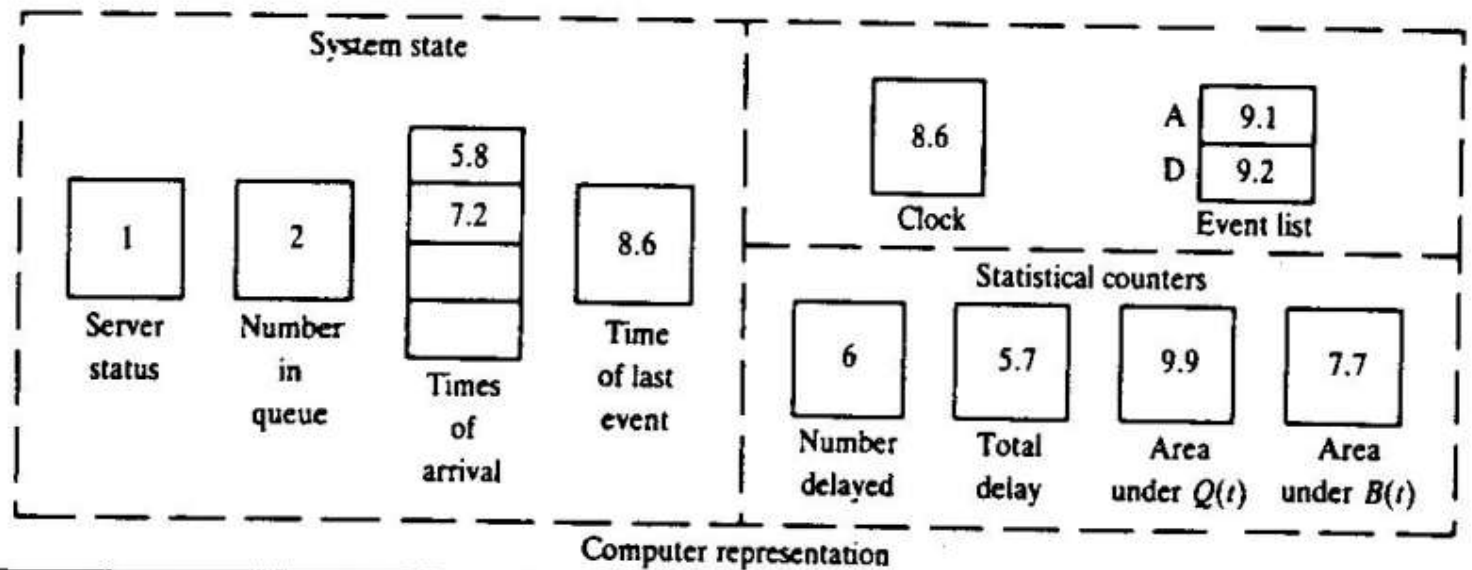 System state
1
Server
status
2
Number
in
queue
5.8
7.2
Times
of
arrival
8.6
Time
of last
event
8.6
Clock
A 9.1
D 9.2
Event list
Statistical counters
6
Number
delayed
5.7
Total
delay
9.9
Area
under Q(t)
7.7
Area
under B(t)
Computer representation